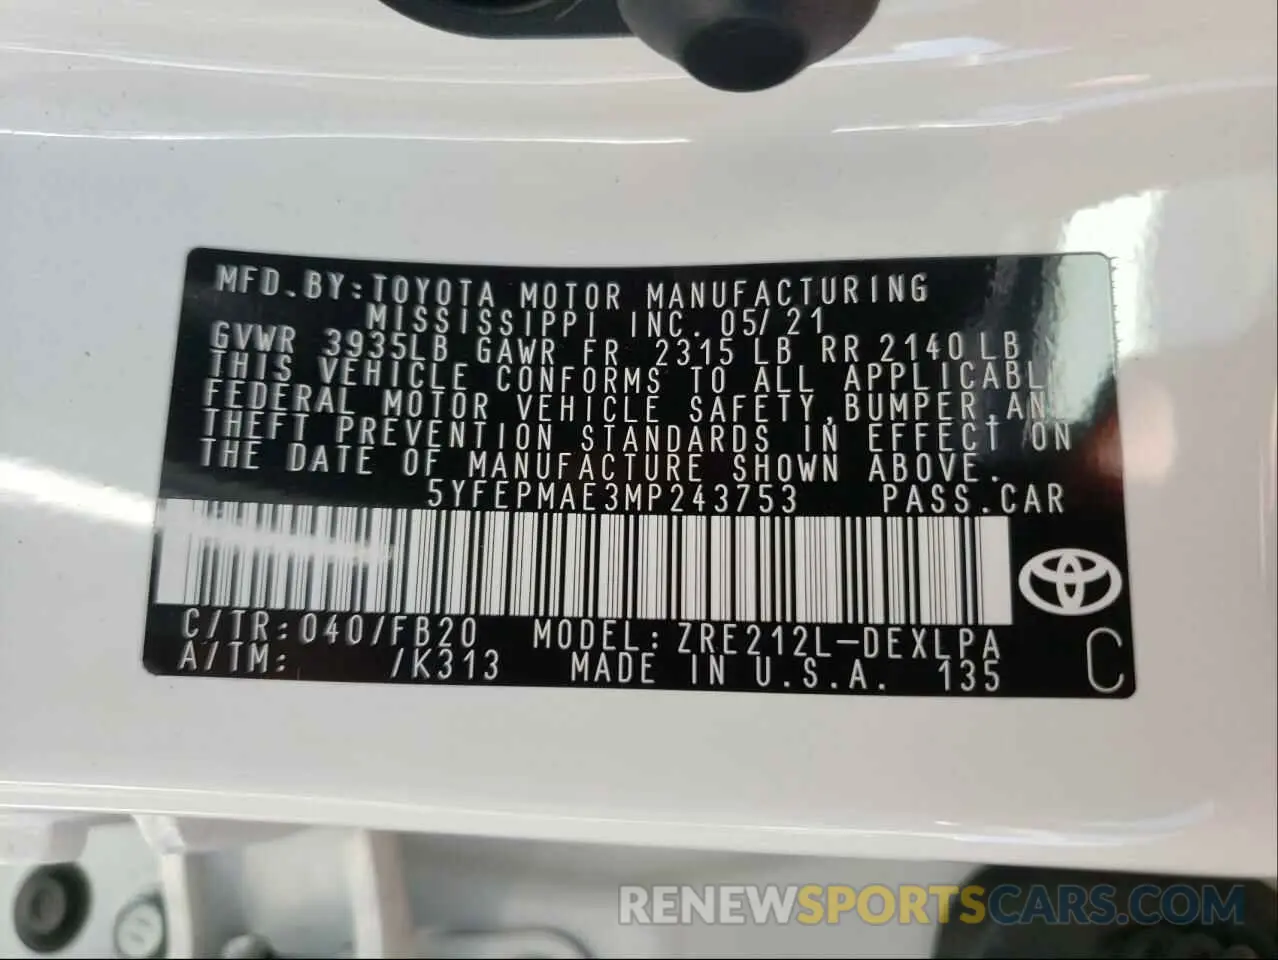 MFD. BY: TOYOTA MOTOR MANUFACTURING
MISSISSIPPI INC. 05/21
GVWR 3935LB GAWR FR 2315 LB RR 2140 LB
THIS VEHICLE CONFORMS TO ALL
FEDERAL MOTOR VEHICLE SAFETY, BUMPER, AND
THEFT PREVENTION STANDARDS IN EFFECT ON
THE DATE OF MANUFACTURE SHOWN ABOVE.
5YFEPMAE3MP243753 PASS.CAR
C/TR: 040/FB20 MODEL: ZRE212L-DEXLPA
A/TM: /K313 MADE IN U.S.A. 135 C
RENEWSPORTSCARS.COM